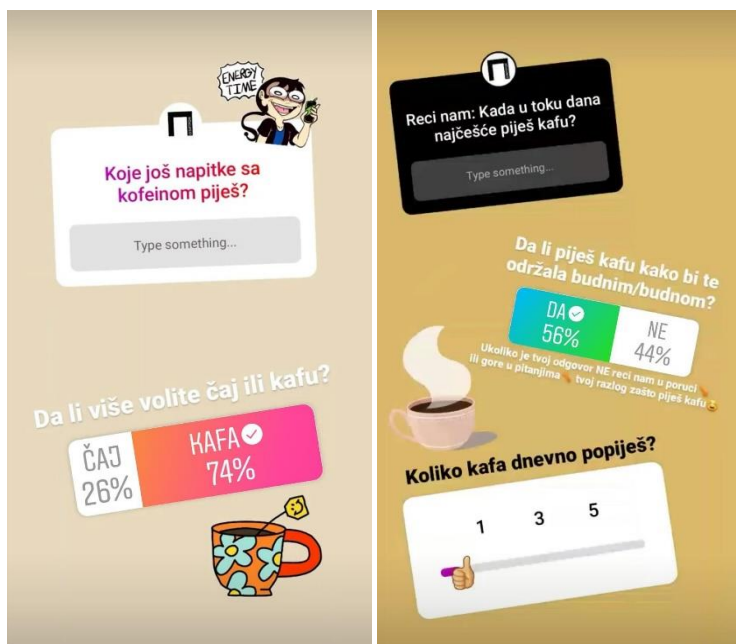 ENERGY
TIME
Koje još napitke sa
kofeinom piješ?
Type something...
Da li više volite čaj ili kafu?
ČAJ
26%
KAFA
74%
Reci nam: Kada u toku dana
najčešće piješ kafu?
Type something...
Da li piješ kafu kako bi te
održala budnim/budnom?
DA
56%
NE
44%
Ukoliko je tvoj odgovor NE reci nam u poruci
ili gore u pitanjima tvoj razlog zašto piješ kafu
Koliko kafa dnevno popiješ?
1 3 5